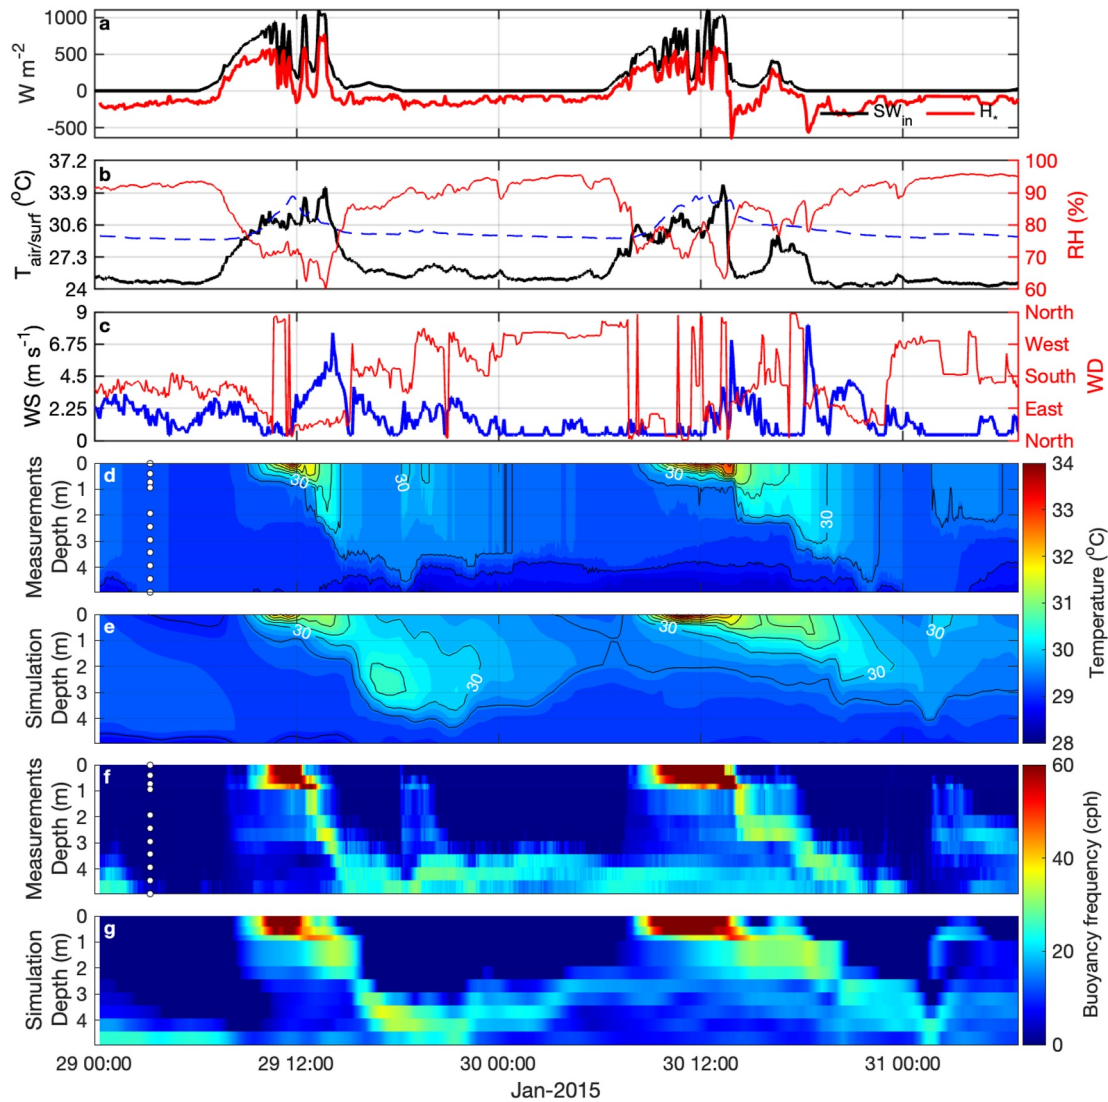 a
1000
500
0
-500
W m-2
SWin
H*
b
37.2
33.9
30.6
27.3
24
Tair/surf (oC)
100
90
80
70
60
RH (%)
c
9
6.75
4.5
2.25
0
WS (m s-1)
North
West
South
East
North
WD
d
0
1
2
3
4
Measurements
Depth (m)
30
30
30
30
e
0
1
2
3
4
Simulation
Depth (m)
30
30
30
30
30
34
33
32
31
30
29
28
Temperature (oC)
f
0
1
2
3
4
Measurements
Depth (m)
g
0
1
2
3
4
Simulation
Depth (m)
60
40
20
0
Buoyancy frequency (cph)
29 00:00
29 12:00
30 00:00
30 12:00
31 00:00
Jan-2015